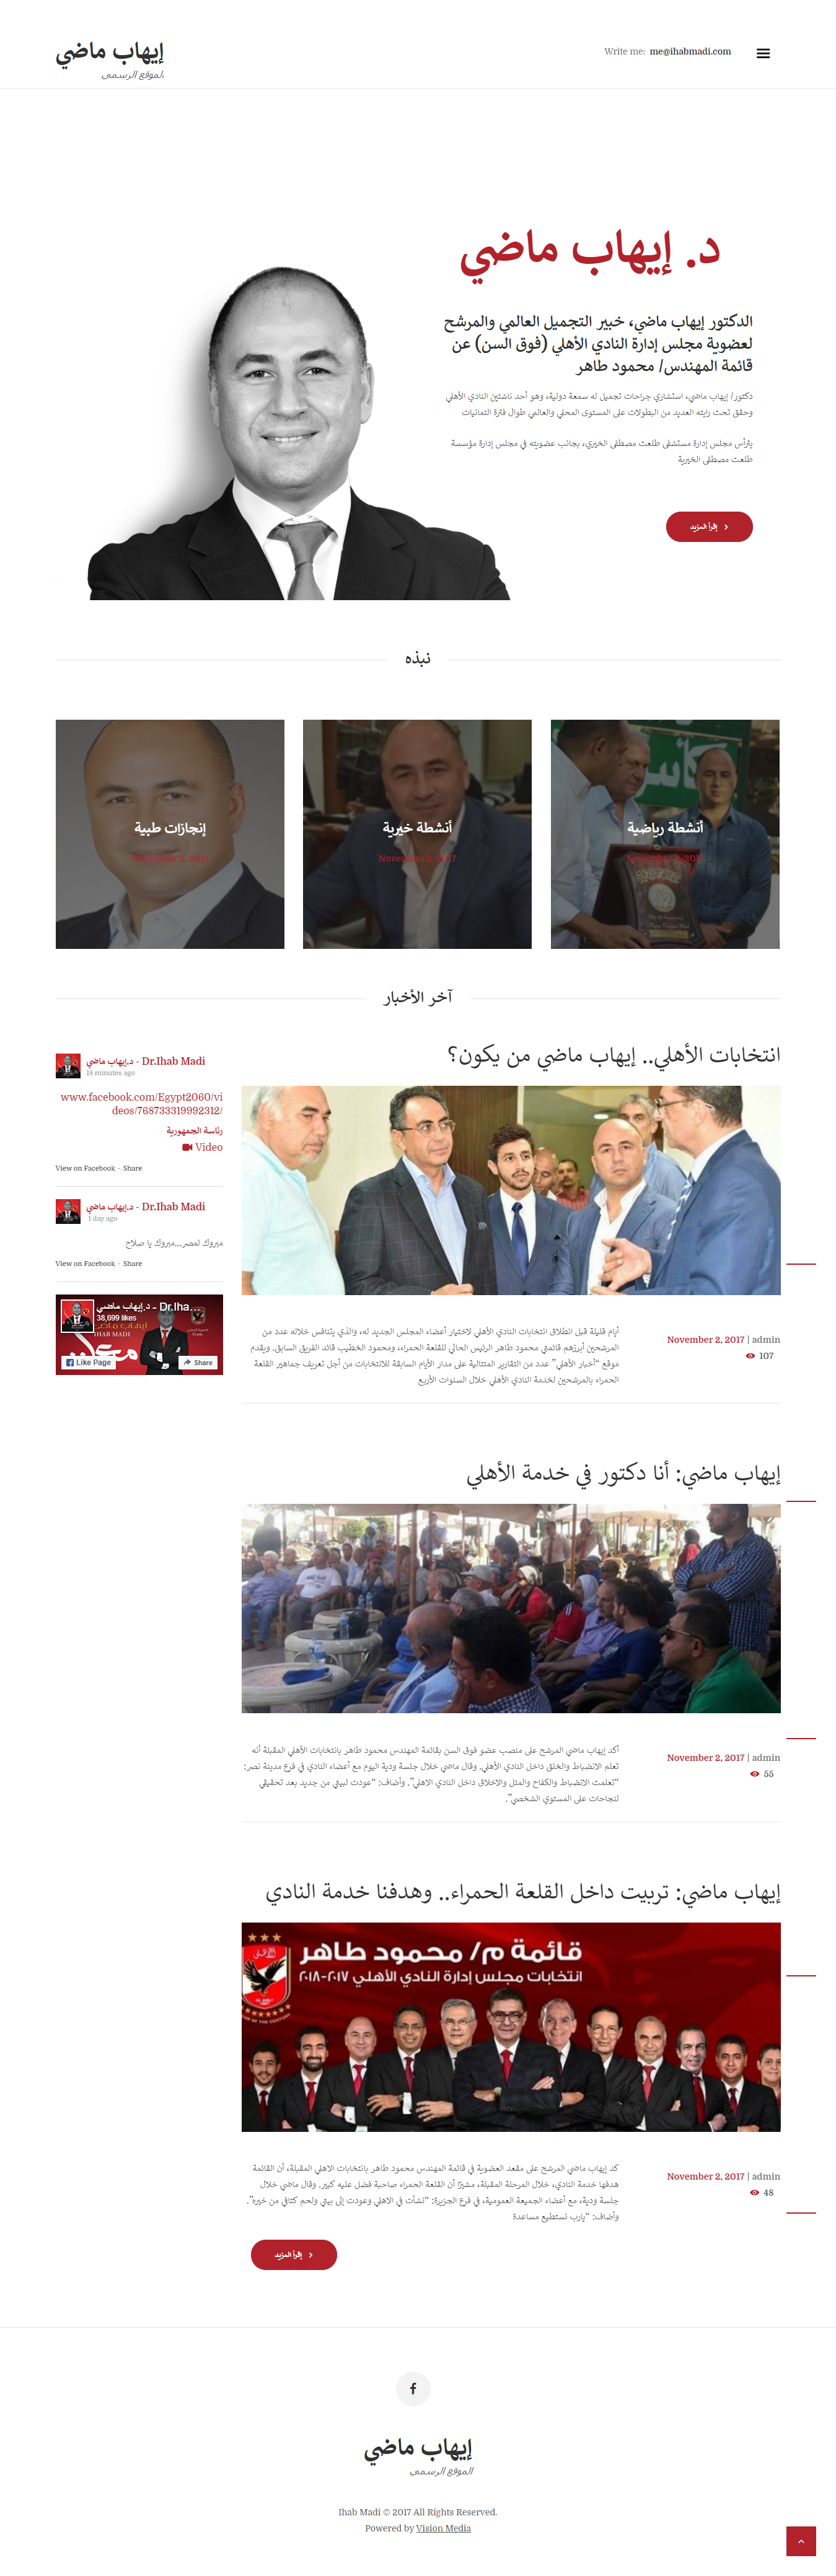 إيهاب ماضي
الموقع الرسمي
Write me: me@ihabmadi.com
د. إيهاب ماضي
الدكتور إيهاب ماضي، خبير التجميل العالمي والمرشح
لعضوية مجلس إدارة النادي الأهلي (فوق السن) عن
قائمة المهندس/ محمود طاهر
دكتور/ إيهاب ماضي، استشاري جراحات تجميل له سمعة دولية، وهو أحد ناشئين النادي الأهلي
وحقق تحت رايته العديد من البطولات على المستوى المحلي والعالمي طوال فترة الثمانيات
يترأس مجلس إدارة مستشفى طلعت مصطفى الخيري، بجانب عضويته في مجلس إدارة مؤسسة
طلعت مصطفى الخيرية
إقرأ المزيد
نبذه
إنجازات طبية
November 2, 2017
أنشطة خيرية
November 2, 2017
أنشطة رياضية
November 2, 2017
آخر الأخبار
د.إيهاب ماضي - Dr.Ihab Madi
18 minutes ago
www.facebook.com/Egypt2060/vi
deos/768733319992312/
رئاسة الجمهورية
Video
View on Facebook · Share
د.إيهاب ماضي - Dr.Ihab Madi
1 day ago
مبروك لمصر...مبروك يا صلاح
View on Facebook · Share
د.إيهاب ماضي - Dr.Iha...
38,699 likes
إيهاب ماضي
IHAB MADI
Like Page
Share
انتخابات الأهلي.. إيهاب ماضي من يكون؟
أيام قليلة قبل انطلاق انتخابات النادي الأهلي لاختيار أعضاء المجلس الجديد له، والذي يتنافس خلاله عدد من
المرشحين أبرزهم قائمتي محمود طاهر الرئيس الحالي للقلعة الحمراء، ومحمود الخطيب قائد الفريق السابق. ويقدم
موقع “أخبار الأهلي” عدد من التقارير المتتالية على مدار الأيام السابقة للانتخابات من أجل تعريف جماهير القلعة
الحمراء بالمرشحين لخدمة النادي الأهلي خلال السنوات الأربع
November 2, 2017 | admin
107
إيهاب ماضي: أنا دكتور في خدمة الأهلي
أكد إيهاب ماضي المرشح على منصب عضو فوق السن بقائمة المهندس محمود طاهر بانتخابات الأهلي المقبلة أنه
تعلم الانضباط والخلق داخل النادي الأهلي. وقال ماضي خلال جلسة ودية اليوم مع أعضاء النادي في فرع مدينة نصر:
“تعلمت الانضباط والكفاح والمثل والاخلاق داخل النادي الاهلي”. وأضاف: “عودت لبيتي من جديد بعد تحقيقي
لنجاحات على المستوي الشخصي”.
November 2, 2017 | admin
55
إيهاب ماضي: تربيت داخل القلعة الحمراء.. وهدفنا خدمة النادي
قائمة م/ محمود طاهر
انتخابات مجلس إدارة النادي الأهلي ٢٠١٧-٢٠١٨
كد إيهاب ماضي المرشح على مقعد العضوية في قائمة المهندس محمود طاهر بانتخابات الاهلي المقبلة، أن القائمة
هدفها خدمة النادي، خلال المرحلة المقبلة، مشيرًا أن القلعة الحمراء صاحبة فضل عليه كبير. وقال ماضي خلال
جلسة ودية، مع أعضاء الجميعة العمومية، في فرع الجزيرة: “نشأت في الاهلي وعودت إلى بيتي ولحم كتافي من خيره”.
وأضاف: “يارب نستطيع مساعدة
November 2, 2017 | admin
48
إقرأ المزيد
إيهاب ماضي
الموقع الرسمي
Ihab Madi © 2017 All Rights Reserved.
Powered by Vision Media